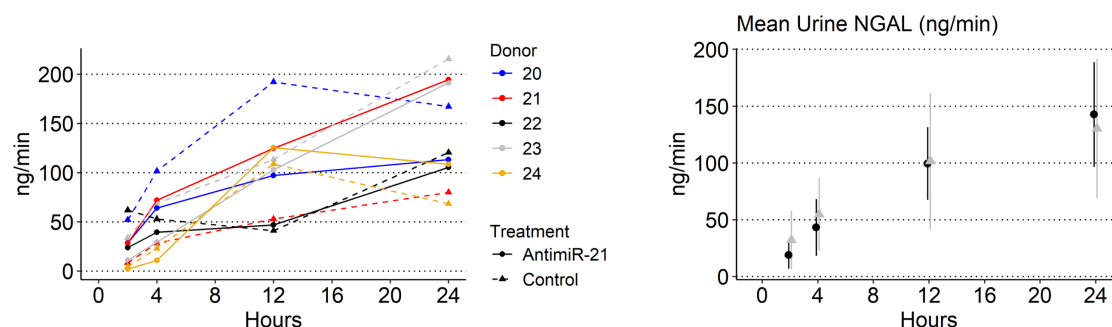 ng/min
200
150
100
50
0
0 4 8 12 16 20 24
Hours
Donor
20
21
22
23
24
Treatment
AntimiR-21
Control
Mean Urine NGAL (ng/min)
ng/min
200
150
100
50
0
0 4 8 12 16 20 24
Hours